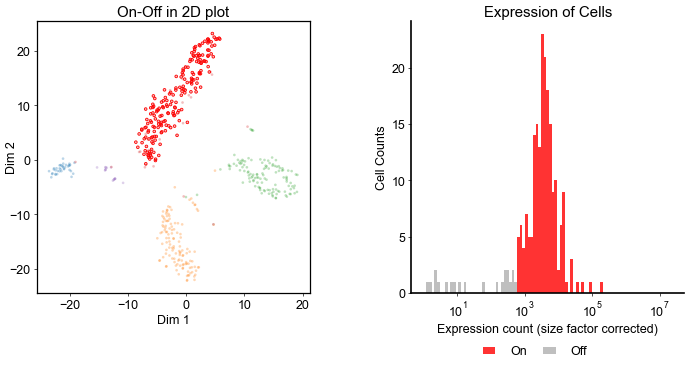 On-Off in 2D plot
Dim 2
20
10
0
−10
−20
−20 −10 0 10 20
Dim 1
Expression of Cells
Cell Counts
20
15
10
5
0
10^1 10^3 10^5 10^7
Expression count (size factor corrected)
On Off